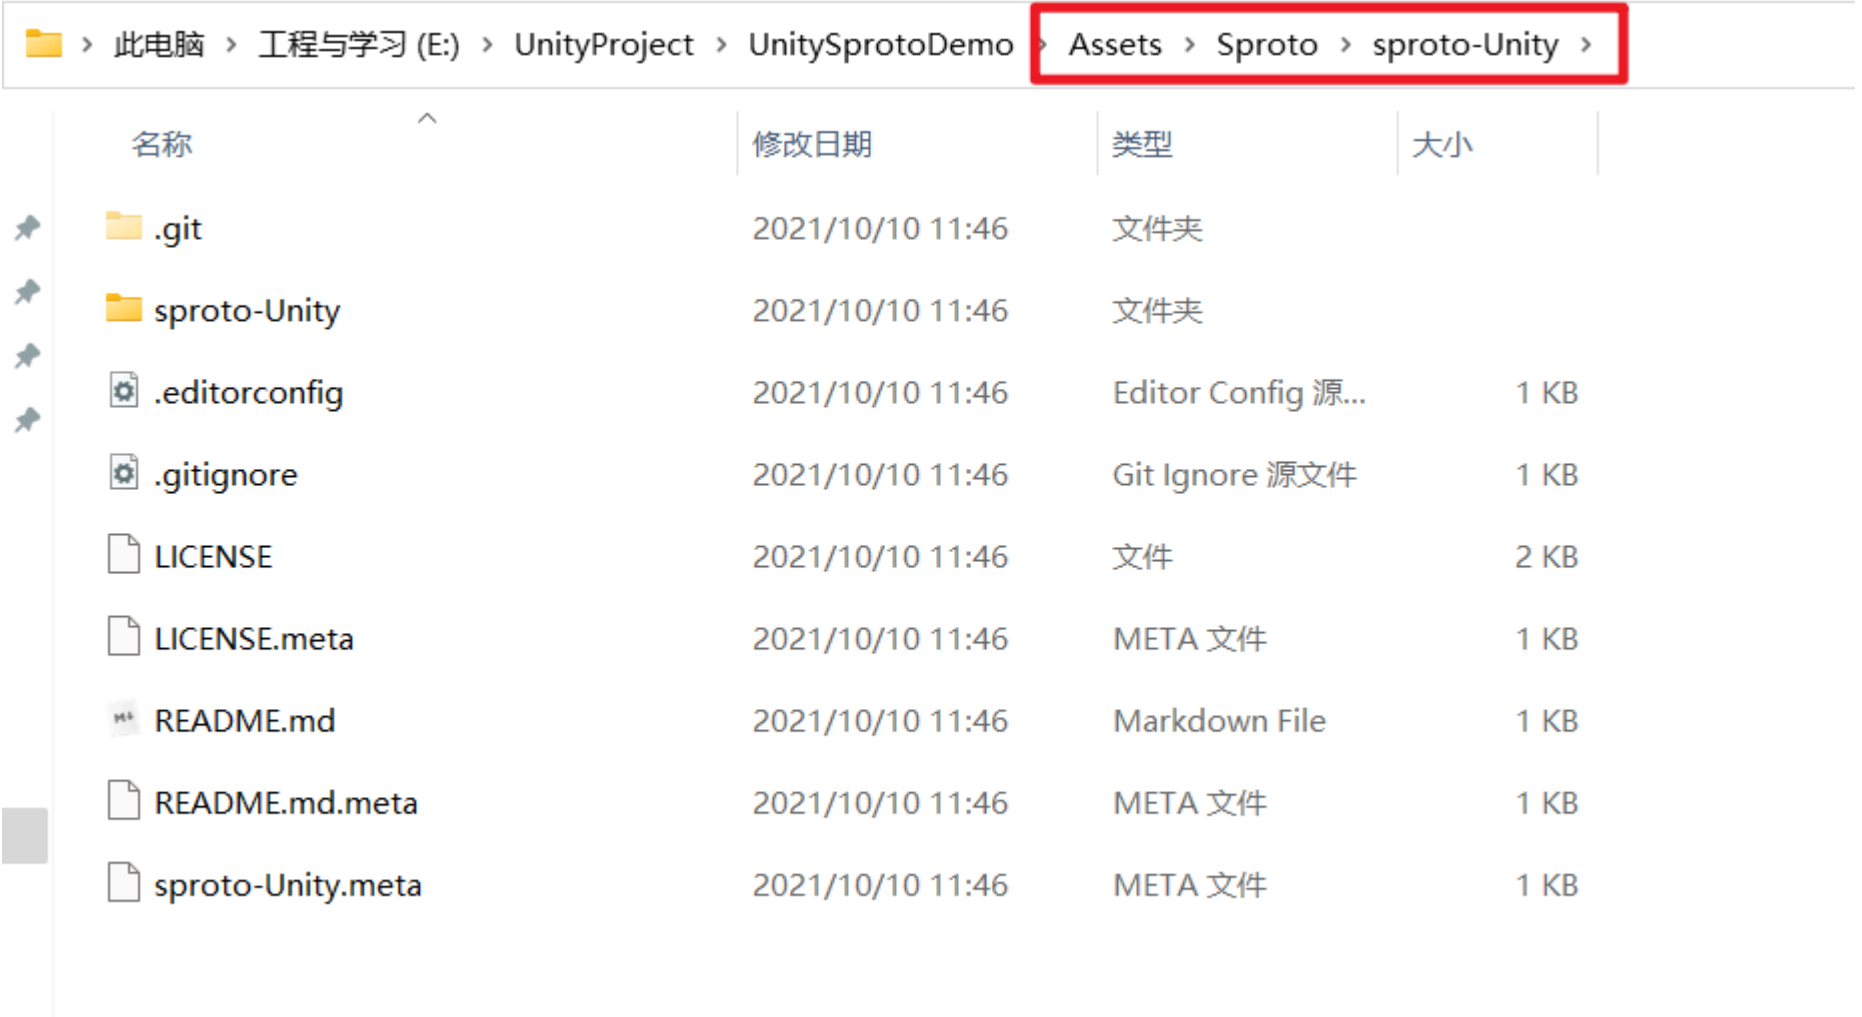 此电脑 > 工程与学习 (E:) > UnityProject > UnitySprotoDemo > Assets > Sproto > sproto-Unity >
名称 修改日期 类型 大小
.git 2021/10/10 11:46 文件夹
sproto-Unity 2021/10/10 11:46 文件夹
.editorconfig 2021/10/10 11:46 Editor Config 源... 1 KB
.gitignore 2021/10/10 11:46 Git Ignore 源文件 1 KB
LICENSE 2021/10/10 11:46 文件 2 KB
LICENSE.meta 2021/10/10 11:46 META 文件 1 KB
README.md 2021/10/10 11:46 Markdown File 1 KB
README.md.meta 2021/10/10 11:46 META 文件 1 KB
sproto-Unity.meta 2021/10/10 11:46 META 文件 1 KB